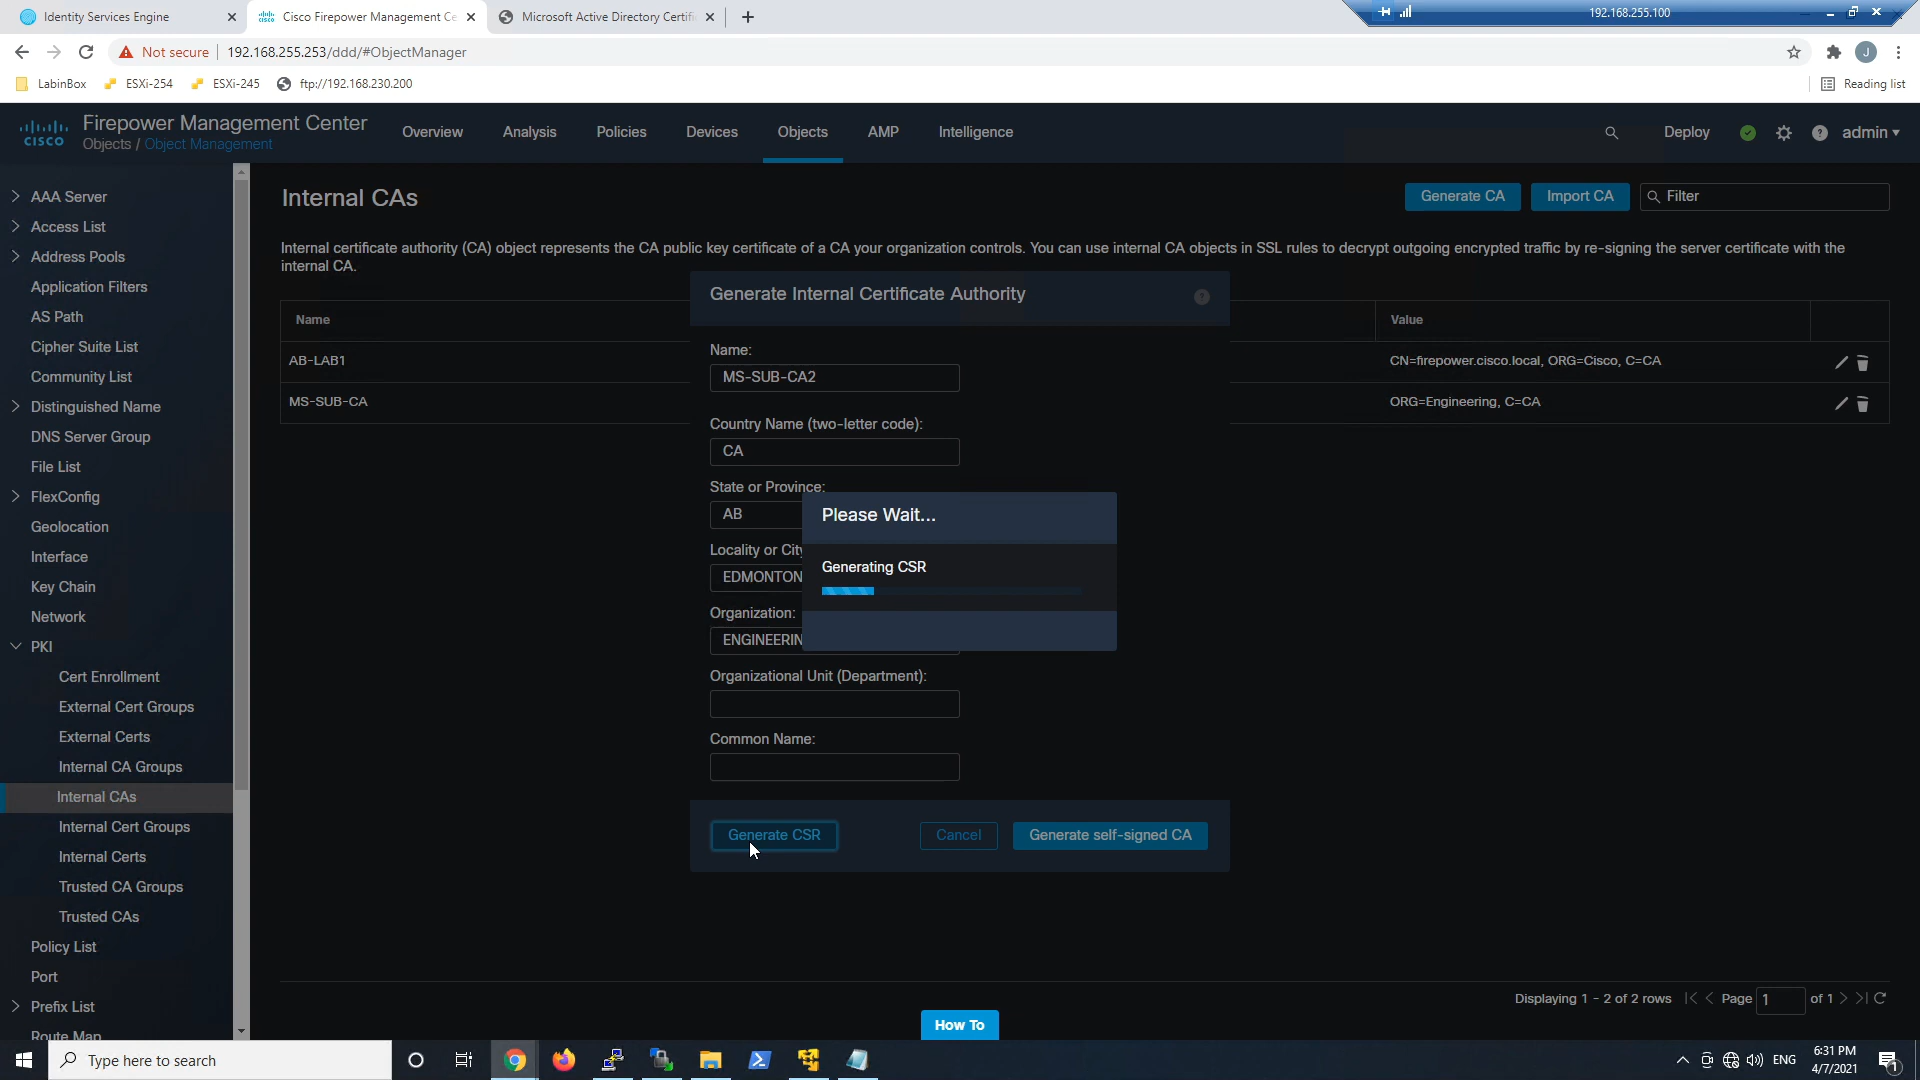 Identity Services Engine
Cisco Firepower Management Ce
Microsoft Active Directory Certifi
192.168.255.100
Not secure
192.168.255.253/ddd/#ObjectManager
J
LabinBox
ESXi-254
ESXi-245
ftp://192.168.230.200
Reading list
CISCO
Firepower Management Center
Objects / Object Management
Overview
Analysis
Policies
Devices
Objects
AMP
Intelligence
Deploy
admin
AAA Server
Access List
Address Pools
Application Filters
AS Path
Cipher Suite List
Community List
Distinguished Name
DNS Server Group
File List
FlexConfig
Geolocation
Interface
Key Chain
Network
PKI
Cert Enrollment
External Cert Groups
External Certs
Internal CA Groups
Internal CAs
Internal Cert Groups
Internal Certs
Trusted CA Groups
Trusted CAs
Policy List
Port
Prefix List
Route Map
Internal CAs
Generate CA
Import CA
Filter
Internal certificate authority (CA) object represents the CA public key certificate of a CA your organization controls. You can use internal CA objects in SSL rules to decrypt outgoing encrypted traffic by re-signing the server certificate with the
internal CA.
Name
Value
AB-LAB1
CN=firepower.cisco.local, ORG=Cisco, C=CA
MS-SUB-CA
ORG=Engineering, C=CA
Generate Internal Certificate Authority
Name:
MS-SUB-CA2
Country Name (two-letter code):
CA
State or Province:
AB
Locality or City
EDMONTON
Organization:
ENGINEERIN
Organizational Unit (Department):
Common Name:
Please Wait...
Generating CSR
Generate CSR
Cancel
Generate self-signed CA
Displaying 1 - 2 of 2 rows
Page
1
of 1
How To
Type here to search
ENG
6:31 PM
4/7/2021
1